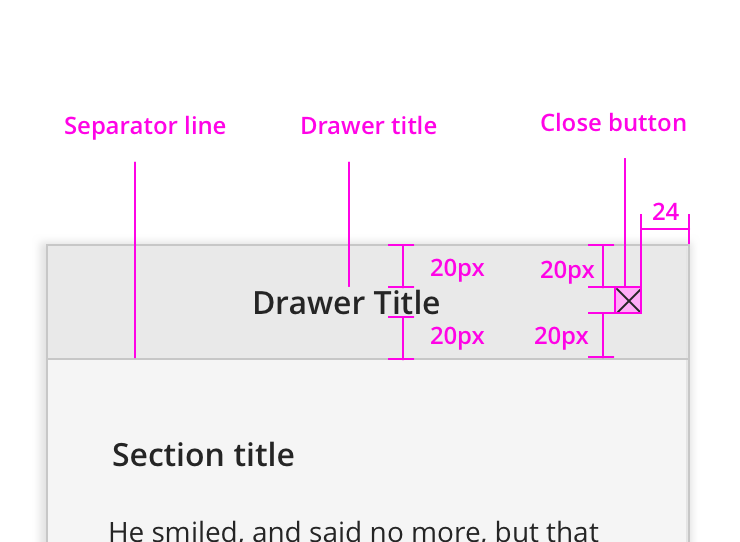 Separator line
Drawer title
Close button
24
20px
20px
Drawer Title
20px
20px
Section title
He smiled, and said no more, but that